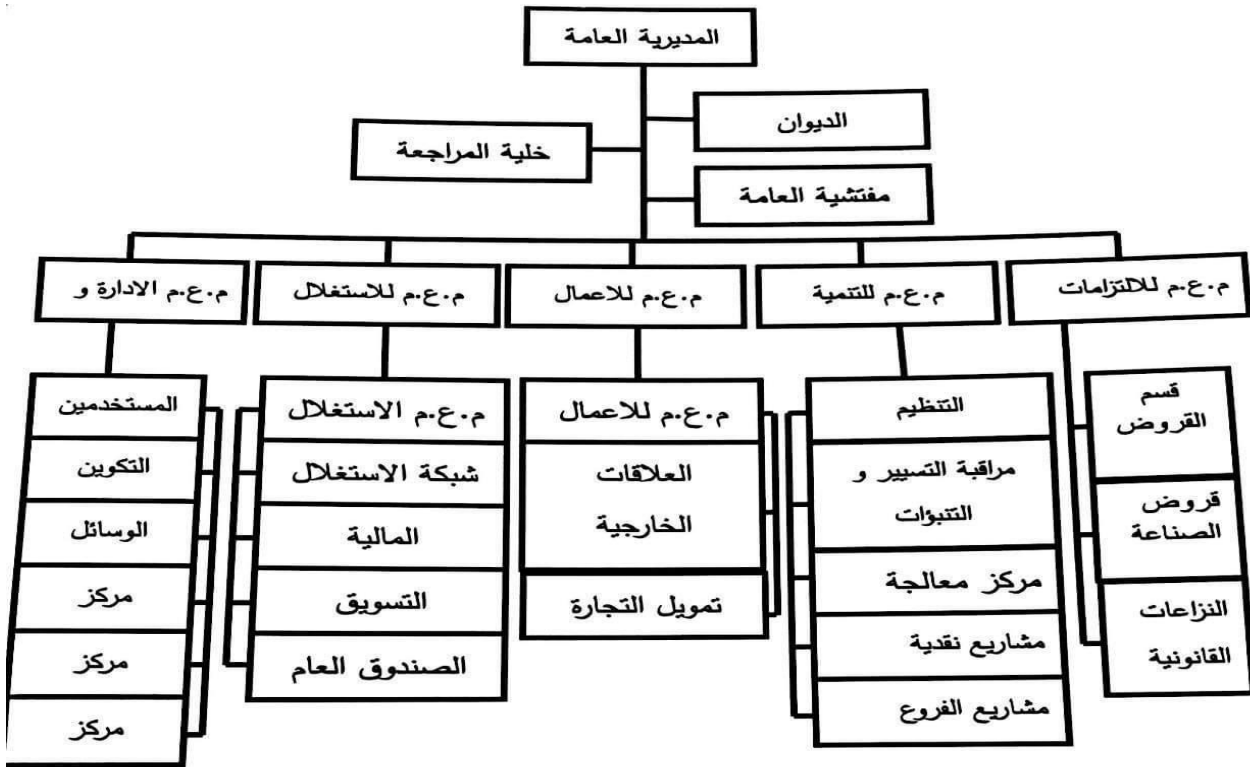 المديرية العامة
الديوان
خلية المراجعة
مفتشية العامة
م.ع.م للالتزامات
م.ع.م للتنمية
م.ع.م للاعمال
م.ع.م للاستغلال
م.ع.م الادارة و
قسم
القروض
قروض
الصناعة
النزاعات
القانونية
التنظيم
مراقبة التسيير و
التنبؤات
مركز معالجة
مشاريع نقدية
مشاريع الفروع
م.ع.م للاعمال
العلاقات
الخارجية
تمويل التجارة
م.ع.م الاستغلال
شبكة الاستغلال
المالية
التسويق
الصندوق العام
المستخدمين
التكوين
الوسائل
مركز
مركز
مركز